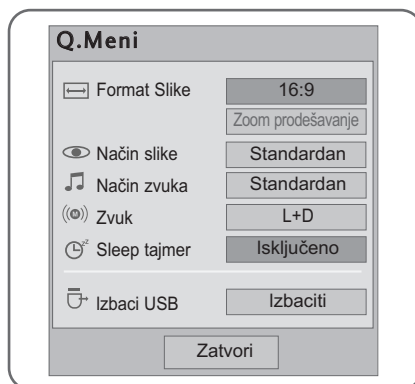 Q.Meni
Format Slike 16:9
Zoom prodešavanje
Način slike Standardan
Način zvuka Standardan
Zvuk L+D
Sleep tajmer Isključeno
Izbaci USB Izbaciti
Zatvori